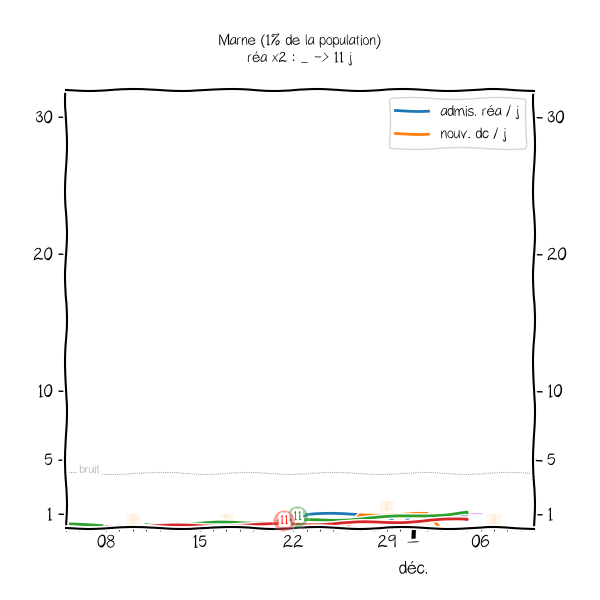 Marne (1% de la population)
réa x2 : _ -> 11 j
admis. réa / j
nouv. dc / j
30 30
20 20
10 10
5 5
bruit
1 1
11 11
08 15 22 29 06
déc.